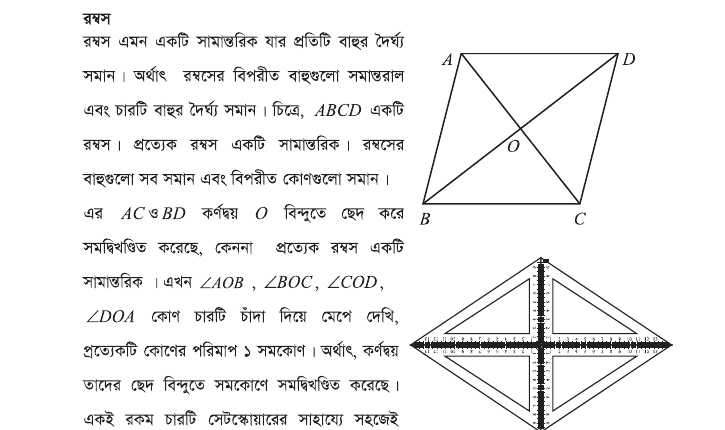 রম্বস
রম্বস এমন একটি সামান্তরিক যার প্রতিটি বাহুর দৈর্ঘ্য
সমান। অর্থাৎ রম্বসের বিপরীত বাহুগুলো সমান্তরাল
এবং চারটি বাহুর দৈর্ঘ্য সমান। চিত্রে, ABCD একটি
রম্বস। প্রত্যেক রম্বস একটি সামান্তরিক। রম্বসের
বাহুগুলো সব সমান এবং বিপরীত কোণগুলো সমান।
এর AC ও BD কর্ণদ্বয় O বিন্দুতে ছেদ করে
সমদ্বিখণ্ডিত করেছে, কেননা প্রত্যেক রম্বস একটি
সামান্তরিক । এখন ∠AOB , ∠BOC , ∠COD ,
∠DOA কোণ চারটি চাঁদা দিয়ে মেপে দেখি,
প্রত্যেকটি কোণের পরিমাপ ১ সমকোণ। অর্থাৎ, কর্ণদ্বয়
তাদের ছেদ বিন্দুতে সমকোণে সমদ্বিখণ্ডিত করেছে।
একই রকম চারটি সেটস্কোয়ারের সাহায্যে সহজেই
A D
O
B C